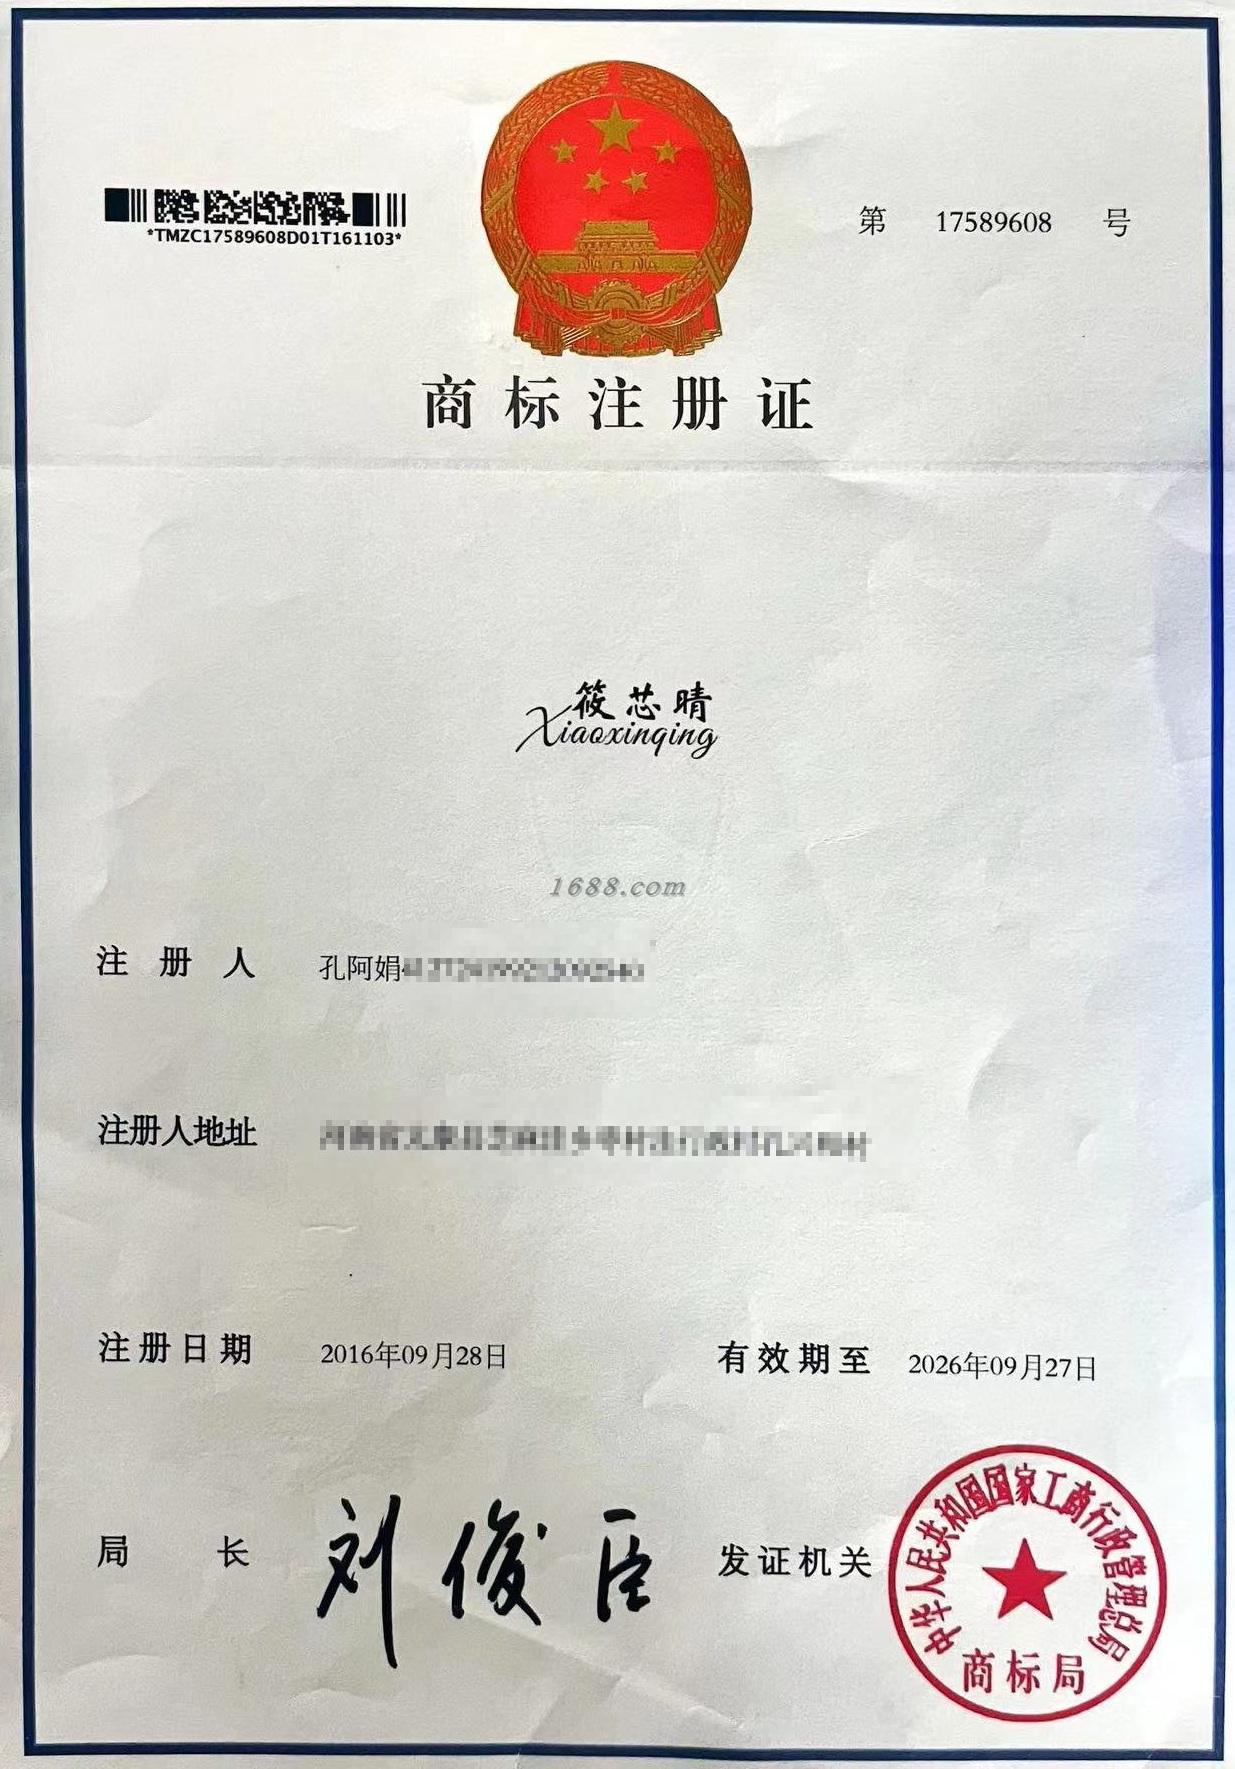 *TMZC17589608D01T161103*
第 17589608 号
商标注册证
筱芯晴
Xiaoxinqing
1688.com
注册人 孔阿娟
注册人地址
注册日期 2016年09月28日 有效期至 2026年09月27日
局长 刘俊臣 发证机关
中华人民共和国国家工商行政管理总局
商标局